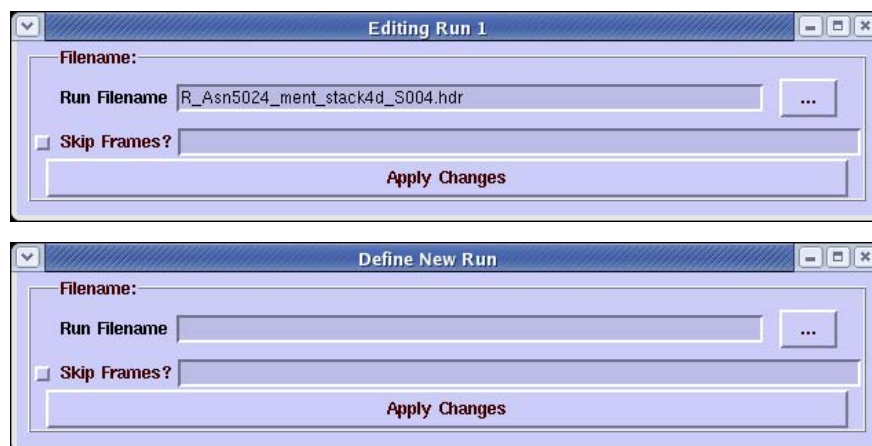 Editing Run 1
Filename:
Run Filename R_Asn5024_ment_stack4d_S004.hdr ...
Skip Frames?
Apply Changes
Define New Run
Filename:
Run Filename ...
Skip Frames?
Apply Changes